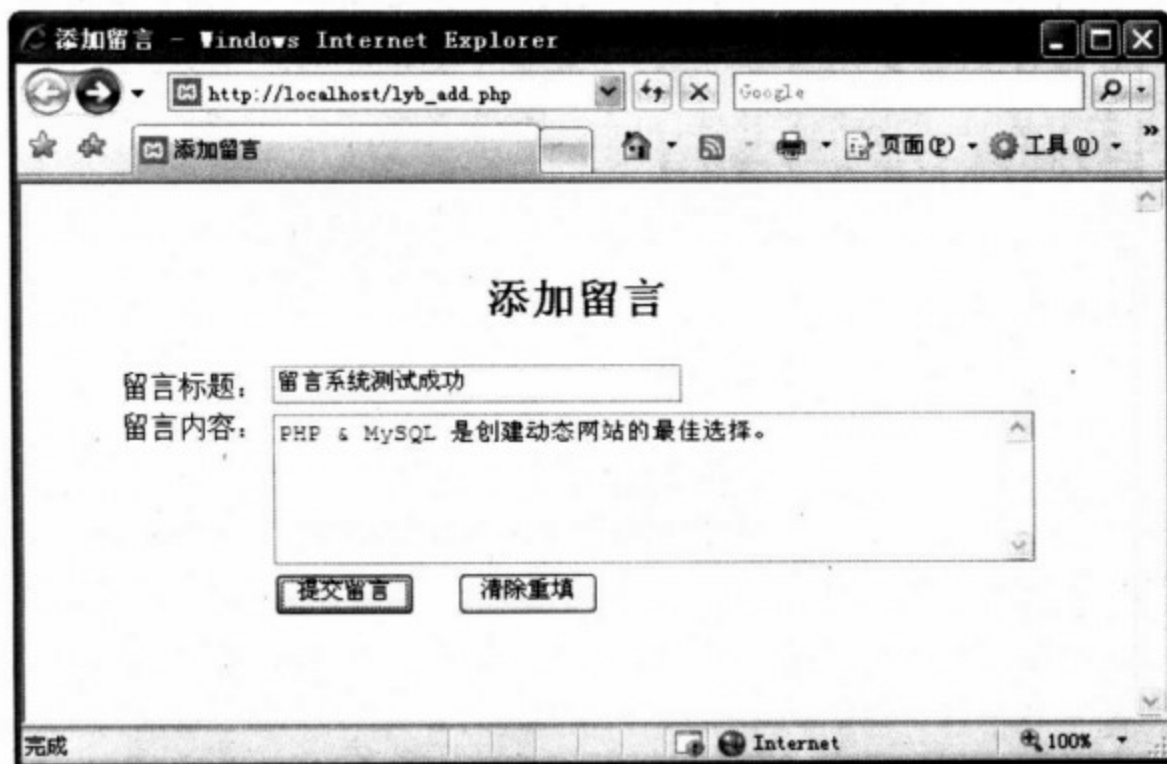 添加留言 - Windows Internet Explorer
http://localhost/lyb_add.php
Google
添加留言
页面(P)
工具(O)
添加留言
留言标题：
留言系统测试成功
留言内容：
PHP & MySQL 是创建动态网站的最佳选择。
提交留言
清除重填
完成
Internet
100%